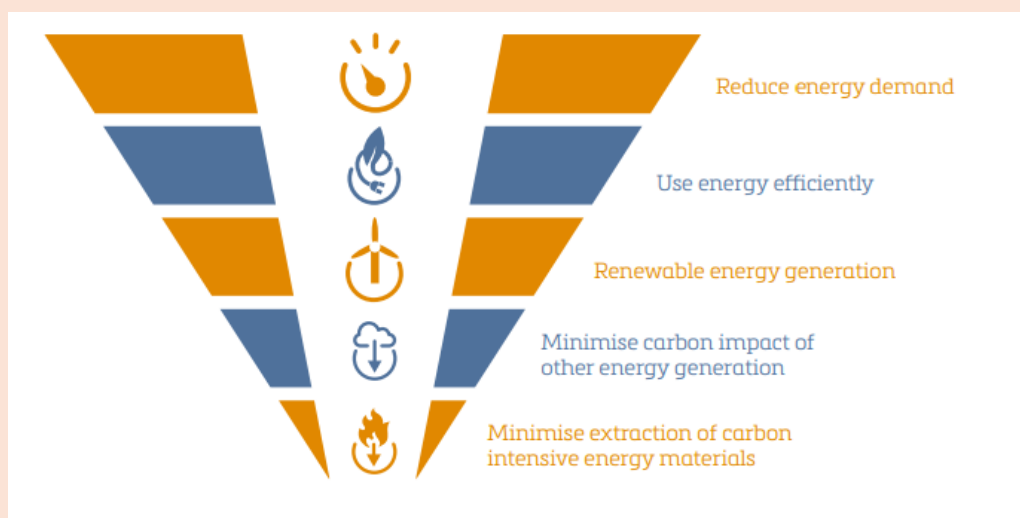 Reduce energy demand
Use energy efficiently
Renewable energy generation
Minimise carbon impact of
other energy generation
Minimise extraction of carbon
intensive energy materials